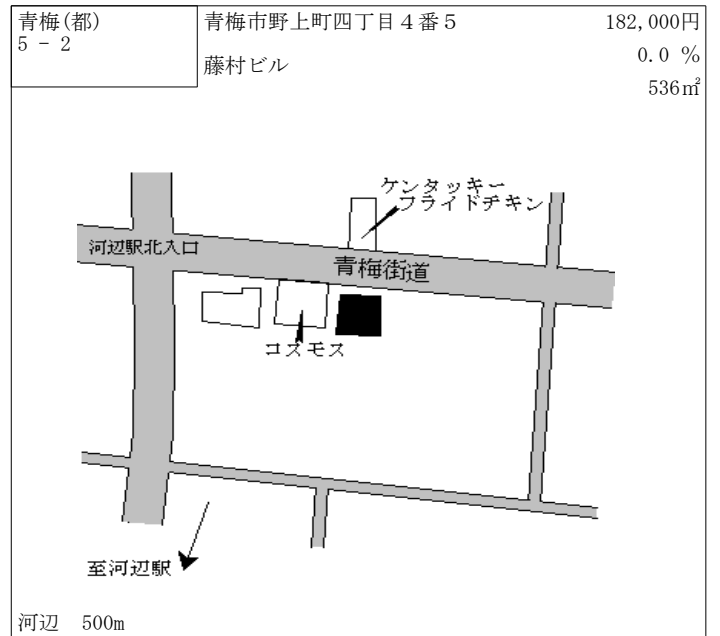 青梅(都)
5 － 2
青梅市野上町四丁目４番５
藤村ビル
182,000円
0.0 %
536㎡
ケンタッキー
フライドチキン
河辺駅北入口
青梅街道
コスモス
至河辺駅
河辺　500m